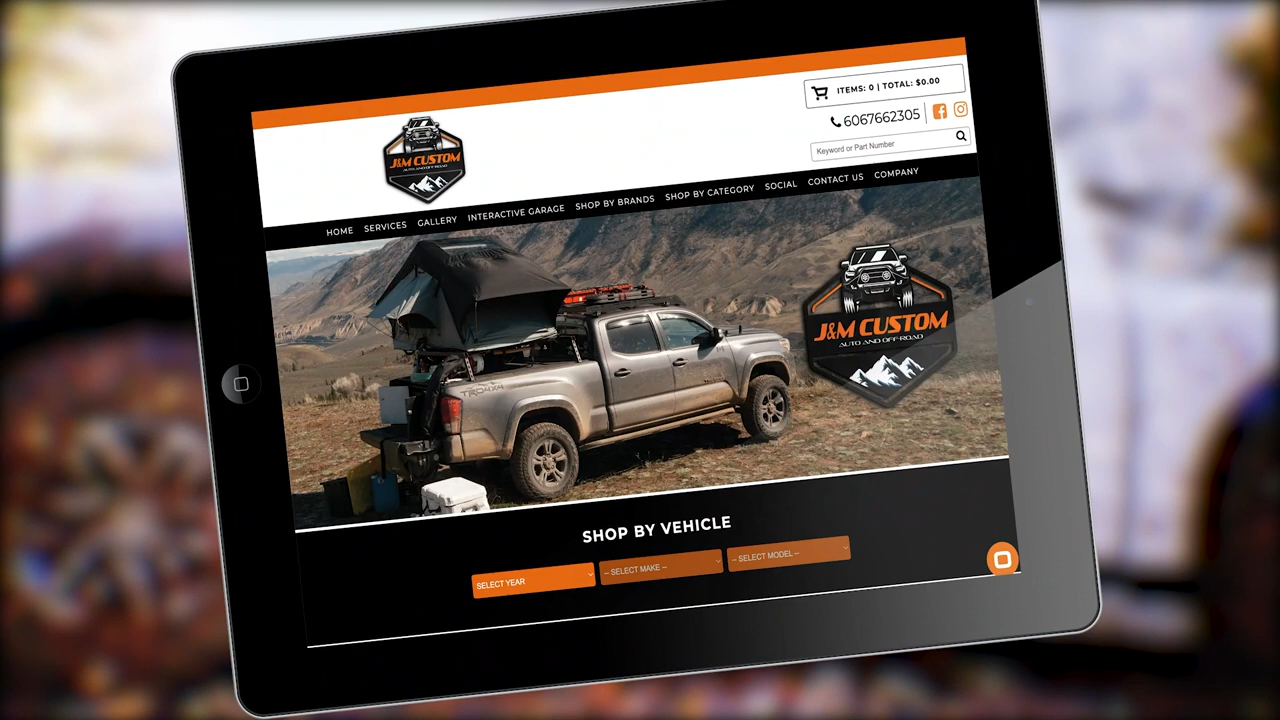 ITEMS: 0 | TOTAL: $0.00
6067662305
Keyword or Part Number
J&M CUSTOM
AUTO AND OFF-ROAD
HOME SERVICES GALLERY INTERACTIVE GARAGE SHOP BY BRANDS SHOP BY CATEGORY SOCIAL CONTACT US COMPANY
J&M CUSTOM
AUTO AND OFF-ROAD
TRD 4X4
SHOP BY VEHICLE
SELECT YEAR
-- SELECT MAKE --
-- SELECT MODEL --